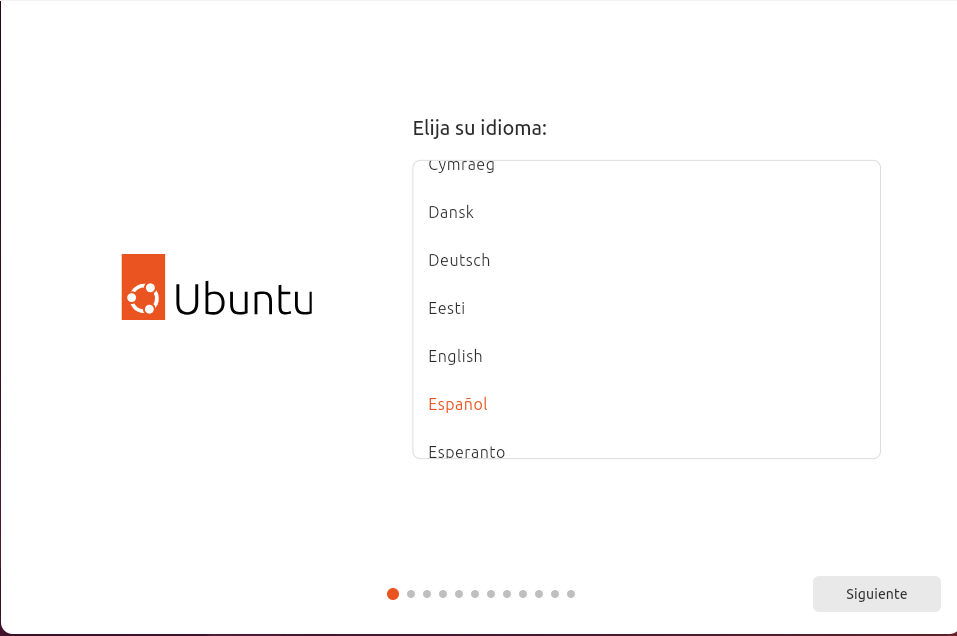 Elija su idioma:
Cymraeg
Dansk
Deutsch
Eesti
English
Español
Esperanto
Ubuntu
Siguiente